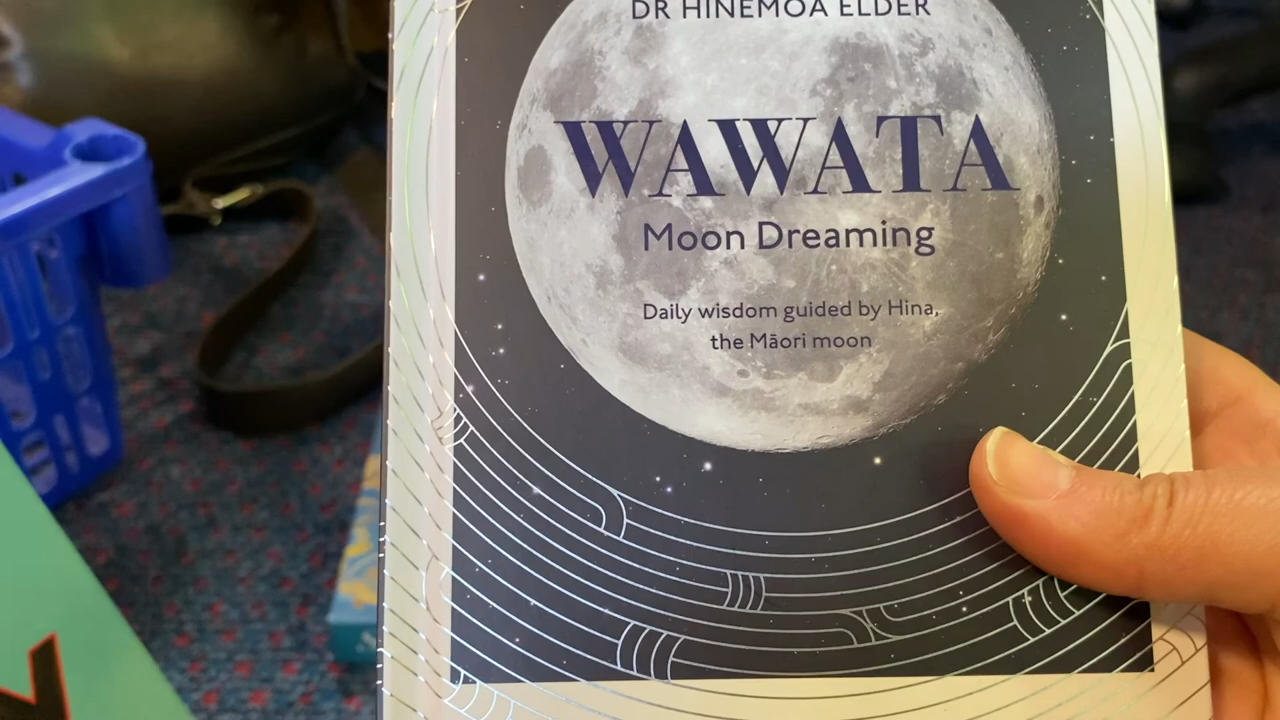 DR HINEMOA ELDER
WAWATA
Moon Dreaming
Daily wisdom guided by Hina,
the Māori moon